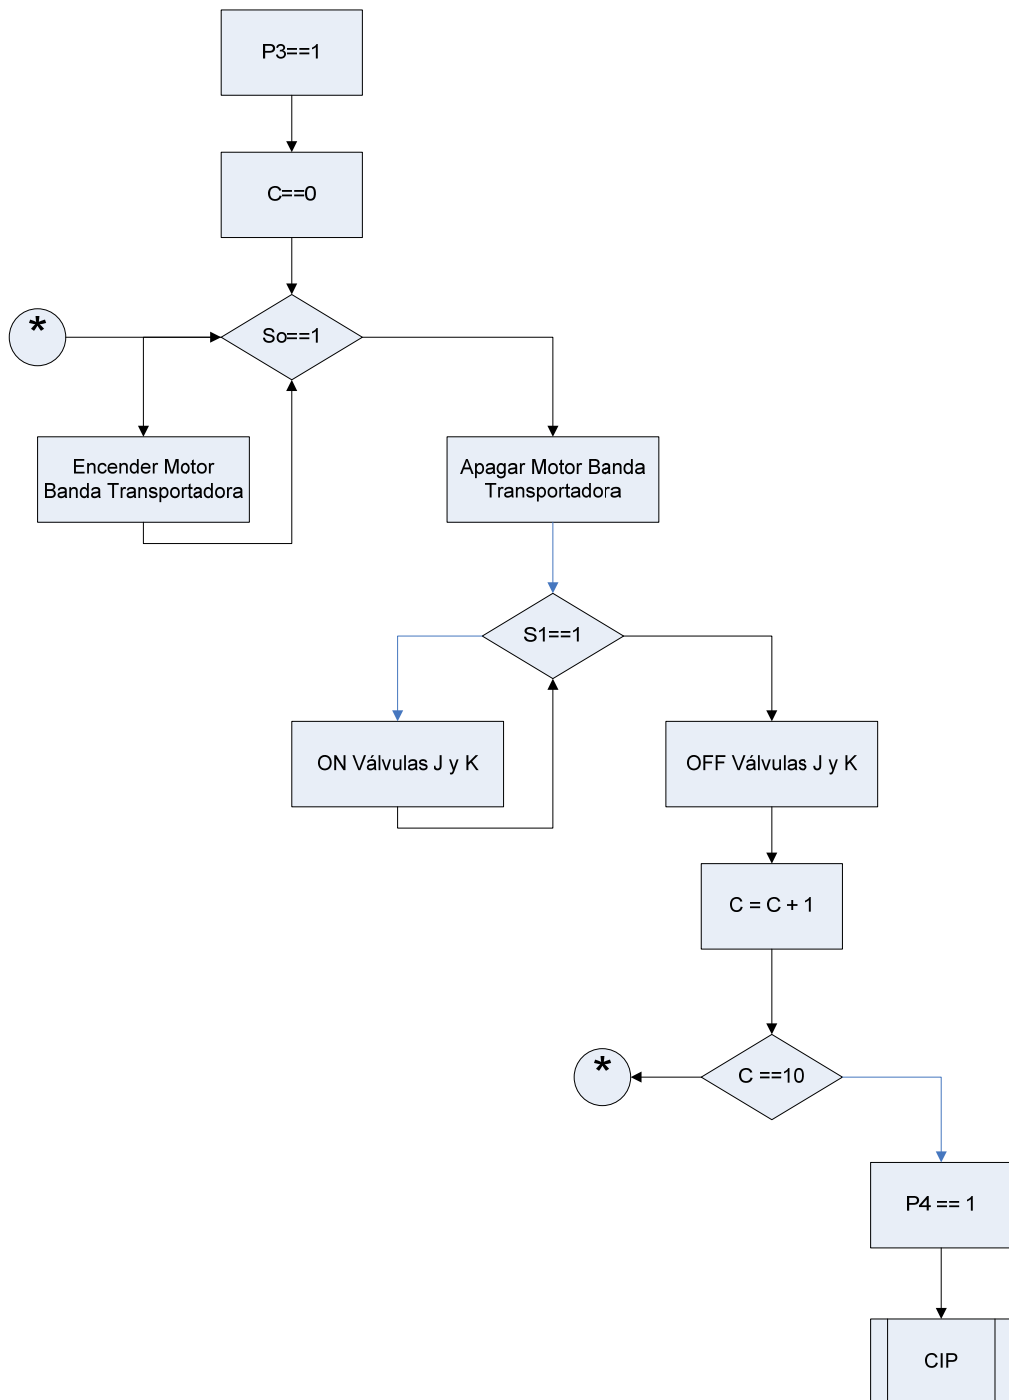 P3==1
C==0
*
So==1
Encender Motor
Banda Transportadora
Apagar Motor Banda
Transportadora
S1==1
ON Válvulas J y K
OFF Válvulas J y K
C = C + 1
*
C ==10
P4 == 1
CIP